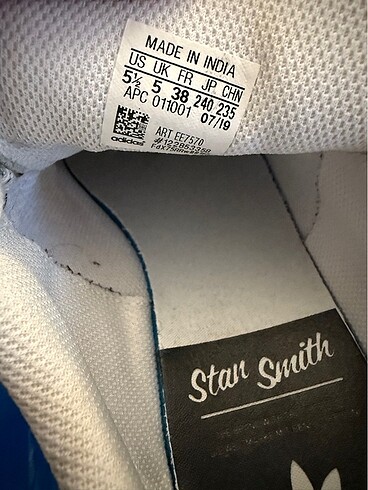 MADE IN INDIA
US UK FR JP CHN
5½ 5 38 240 235
APC 011001 07/19
ART EE7570
adidas
Stan Smith